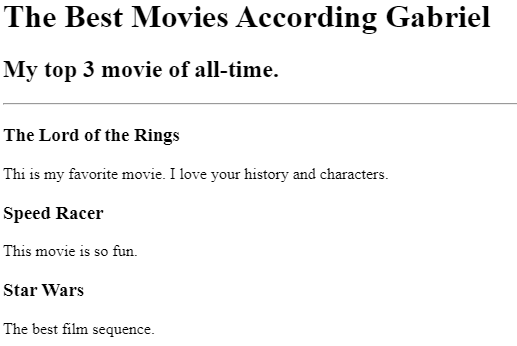 The Best Movies According Gabriel
My top 3 movie of all-time.
The Lord of the Rings
Thi is my favorite movie. I love your history and characters.
Speed Racer
This movie is so fun.
Star Wars
The best film sequence.